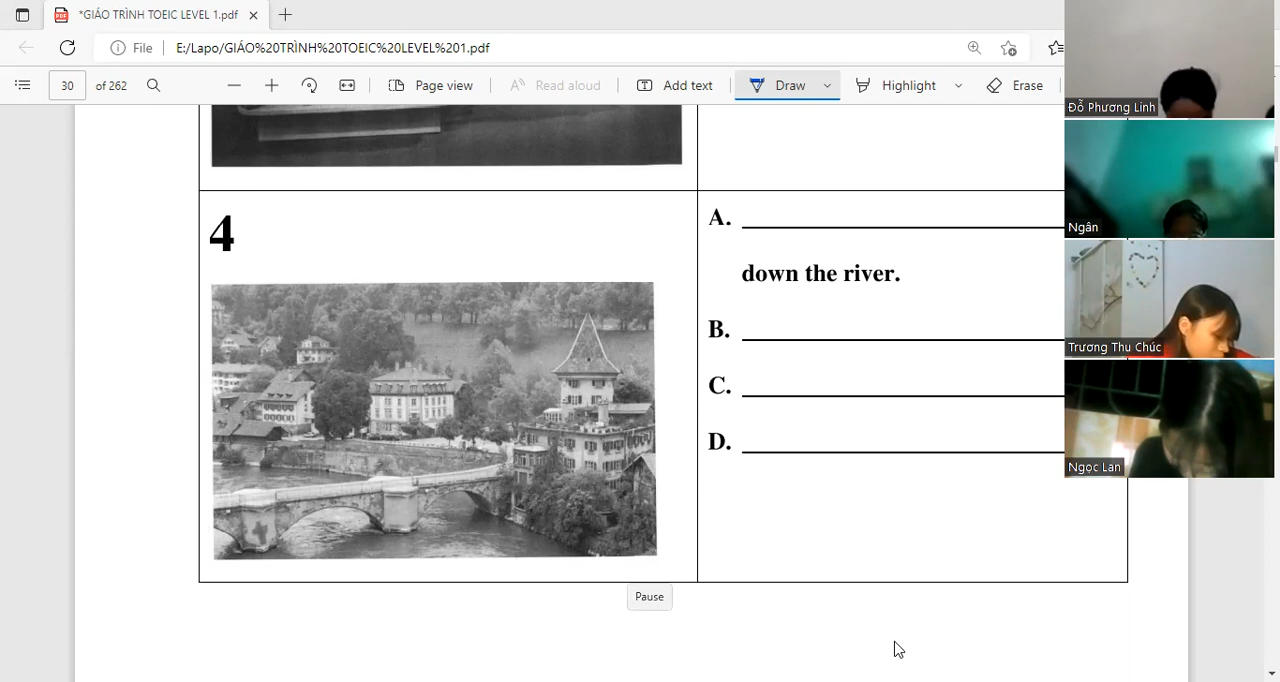 *GIÁO TRÌNH TOEIC LEVEL 1.pdf
File
E:/Lapo/GIÁO%20TRÌNH%20TOEIC%20LEVEL%201.pdf
30 of 262
Page view
Read aloud
Add text
Draw
Highlight
Erase
Đỗ Phương Linh
Ngân
Trương Thu Chúc
Ngọc Lan
4
A.
down the river.
B.
C.
D.
Pause